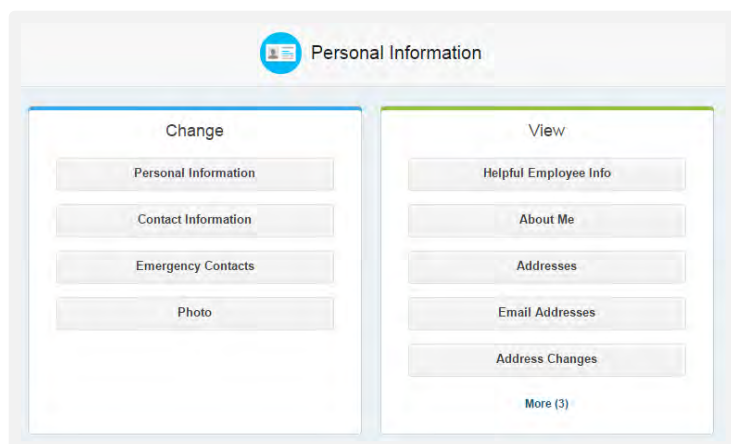 Personal Information
Change
Personal Information
Contact Information
Emergency Contacts
Photo
View
Helpful Employee Info
About Me
Addresses
Email Addresses
Address Changes
More (3)